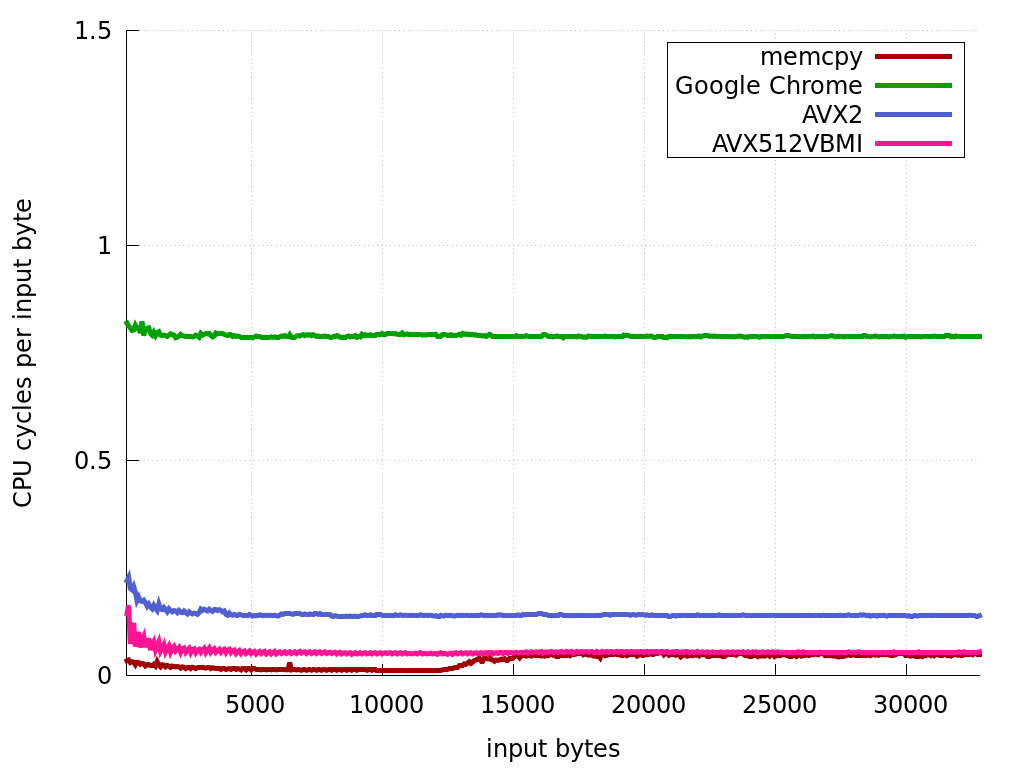 1.5
memcpy
Google Chrome
AVX2
AVX512VBMI
1
CPU cycles per input byte
0.5
0
5000 10000 15000 20000 25000 30000
input bytes